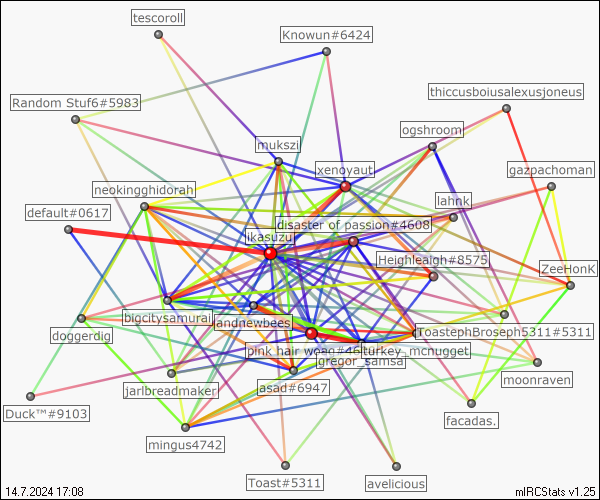 tescoroll
Knowun#6424
thiccusboiusalexusjoneus
Random Stuf6#5983
ogshroom
mukszi
xenoyaut
gazpachoman
neokingghidorah
lahnk
default#0617
disaster of passion#4608
ikasuzu
Heighleaigh#8575
ZeeHonK
bigcitysamurai
landnewbees
ToastephBroseph5311#5311
doggerdig
pink hair woag#46
turkey_mcnugget
gregor_samsa
moonraven
jarlbreadmaker
asad#6947
Duck™#9103
facadas.
mingus4742
Toast#5311
avelicious
14.7.2024 17:08
mIRCStats v1.25